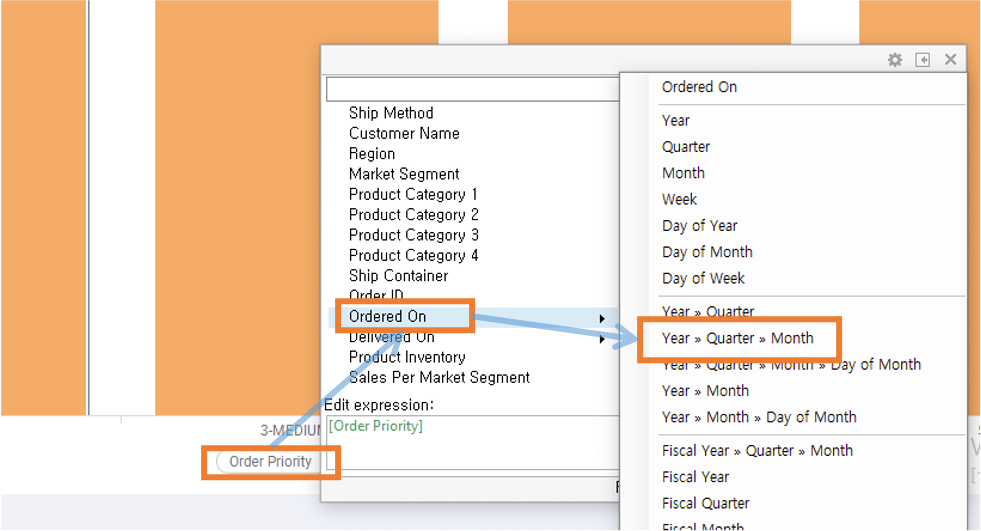 Ship Method
Customer Name
Region
Market Segment
Product Category 1
Product Category 2
Product Category 3
Product Category 4
Ship Container
Order ID
Ordered On
Delivered On
Product Inventory
Sales Per Market Segment
Edit expression:
[Order Priority]
3-MEDIU
Order Priority
Ordered On
Year
Quarter
Month
Week
Day of Year
Day of Month
Day of Week
Year » Quarter
Year » Quarter » Month
Year » Quarter » Month » Day of Month
Year » Month
Year » Month » Day of Month
Fiscal Year » Quarter » Month
Fiscal Year
Fiscal Quarter
Fiscal Month